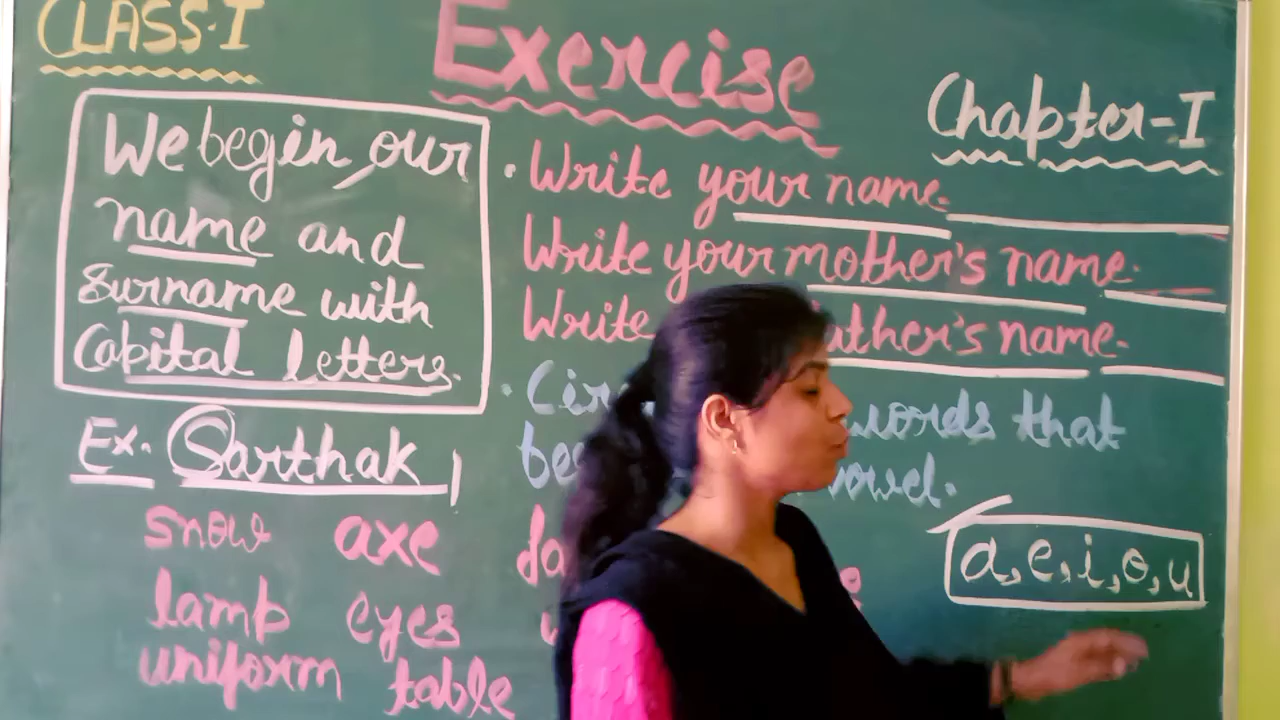 CLASS-I
Exercise
Chapter-I
We begin our
name and
Surname with
Capital letters.
Ex. Sarthak
• Write your name.
Write your mother's name.
Write ather's name.
• Cir words that
be vowel.
a, e, i, o, u
snow axe
lamp eyes
uniform table